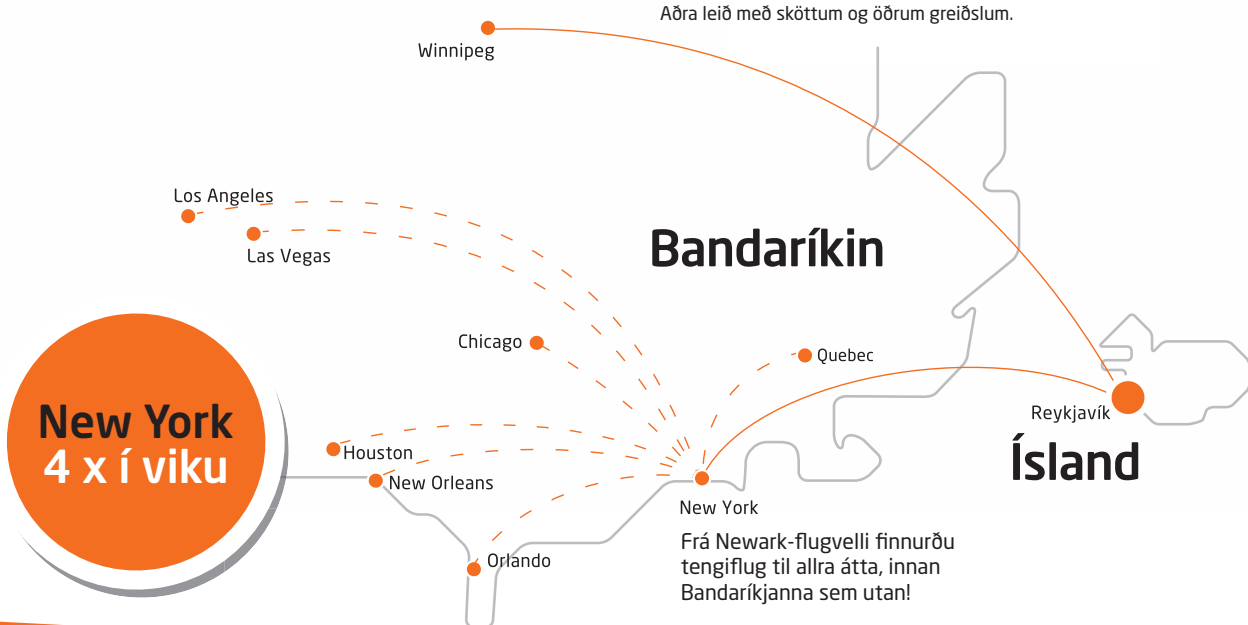 Aðra leið með sköttum og öðrum greiðslum.
Winnipeg
Los Angeles
Las Vegas
Bandaríkin
Chicago
Quebec
New York
4 x í viku
Reykjavík
Ísland
Houston
New Orleans
New York
Orlando
Frá Newark-flugvelli finnurðu
tengiflug til allra átta, innan
Bandaríkjanna sem utan!